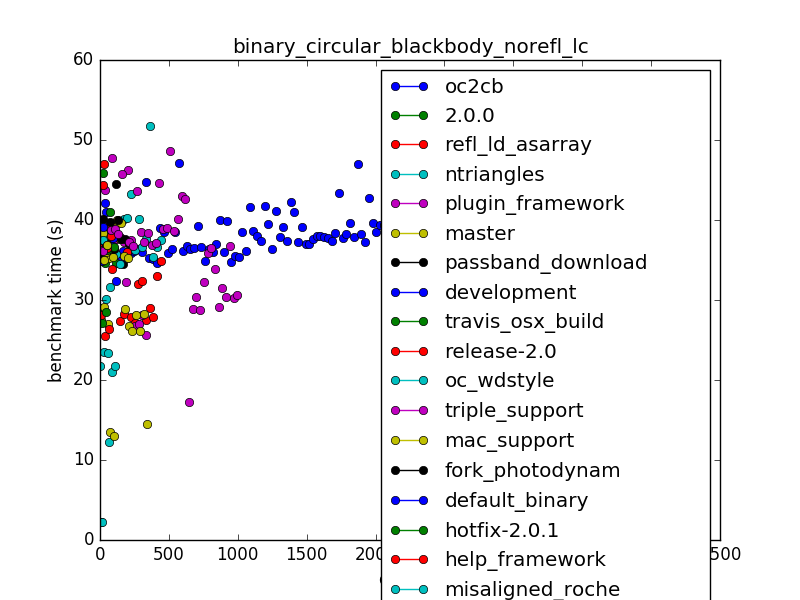 binary_circular_blackbody_norefl_lc
60
50
40
30
20
10
0
benchmark time (s)
0
500
1000
1500
500
oc2cb
2.0.0
refl_ld_asarray
ntriangles
plugin_framework
master
passband_download
development
travis_osx_build
release-2.0
oc_wdstyle
triple_support
mac_support
fork_photodynam
default_binary
hotfix-2.0.1
help_framework
misaligned_roche